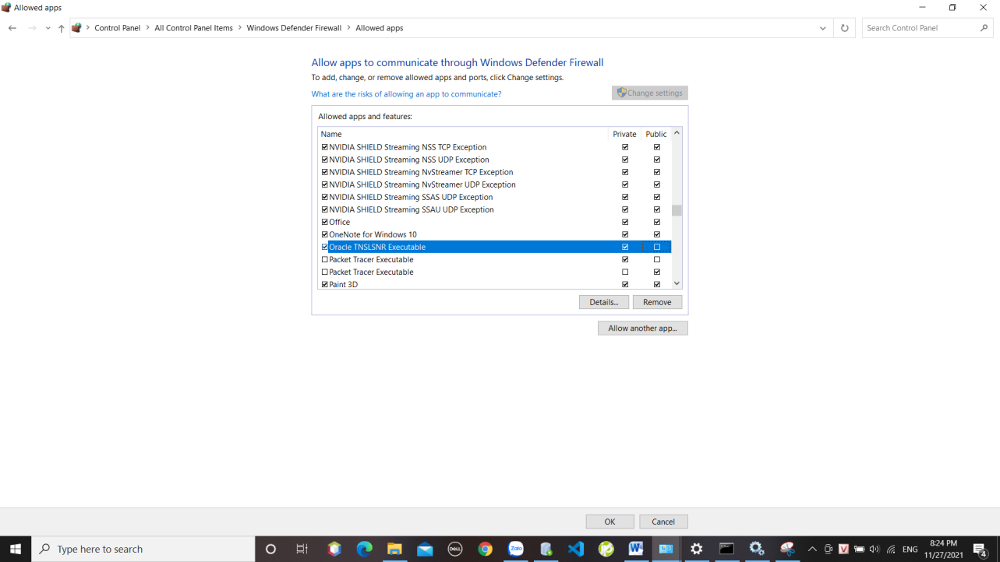 Allowed apps
Control Panel > All Control Panel Items > Windows Defender Firewall > Allowed apps
Search Control Panel
Allow apps to communicate through Windows Defender Firewall
To add, change, or remove allowed apps and ports, click Change settings.
What are the risks of allowing an app to communicate?
Change settings
Allowed apps and features:
Name Private Public
NVIDIA SHIELD Streaming NSS TCP Exception
NVIDIA SHIELD Streaming NSS UDP Exception
NVIDIA SHIELD Streaming NvStreamer TCP Exception
NVIDIA SHIELD Streaming NvStreamer UDP Exception
NVIDIA SHIELD Streaming SSAS UDP Exception
NVIDIA SHIELD Streaming SSAU UDP Exception
Office
OneNote for Windows 10
Oracle TNSLSNR Executable
Packet Tracer Executable
Packet Tracer Executable
Paint 3D
Details... Remove
Allow another app...
OK Cancel
Type here to search
DELL
Zalo
W
V
ENG
8:24 PM
11/27/2021
4